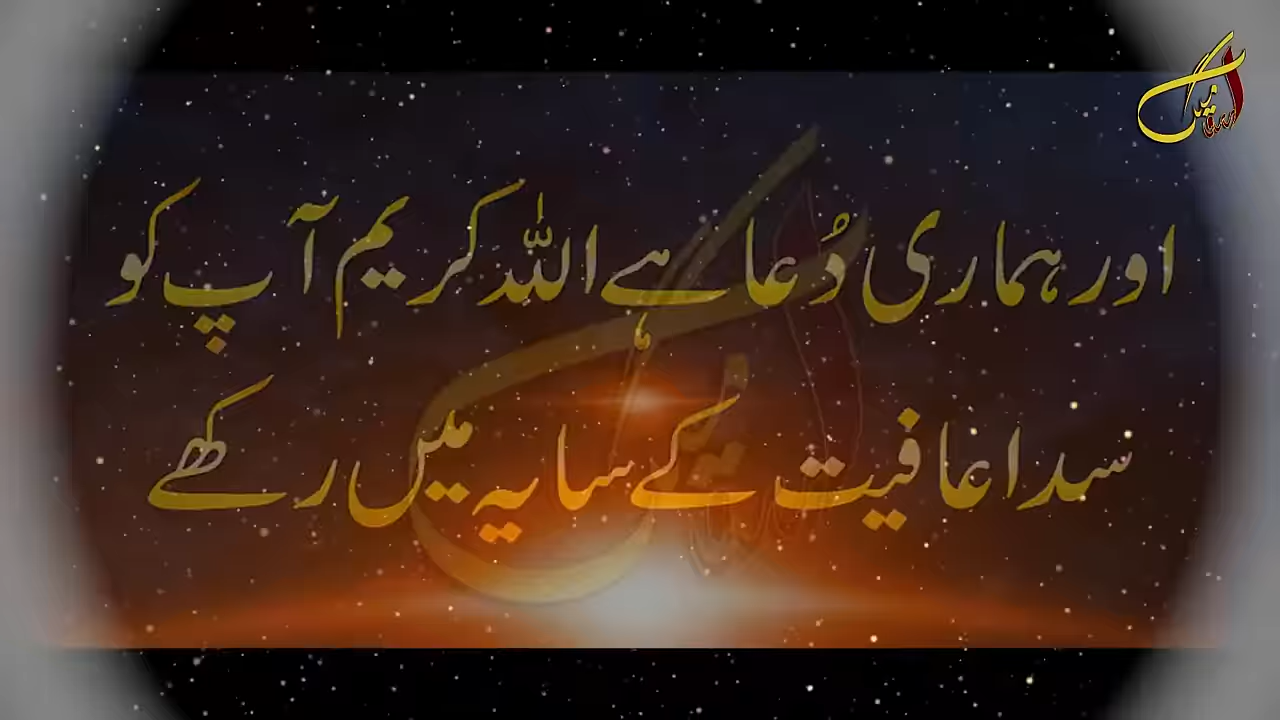 اور ہماری دُعا ہے اللہ کریم آپ کو
سدا عافیت کے سایہ میں رکھے